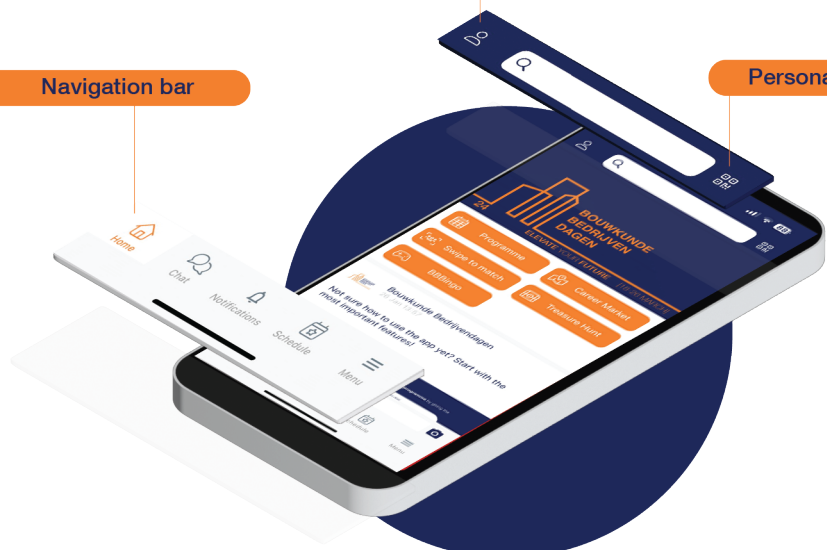 Navigation bar
Persona
24
BOUWKUNDE
BEDRIJVEN
DAGEN
ELEVATE YOUR FUTURE
Programme
Swipe to match
BBBingo
Career Market
Treasure Hunt
Bouwkunde Bedrijvendagen
Not sure how to use the app yet? Start with the
most important features!
Home
Chat
Notifications
Schedule
Menu
Menu